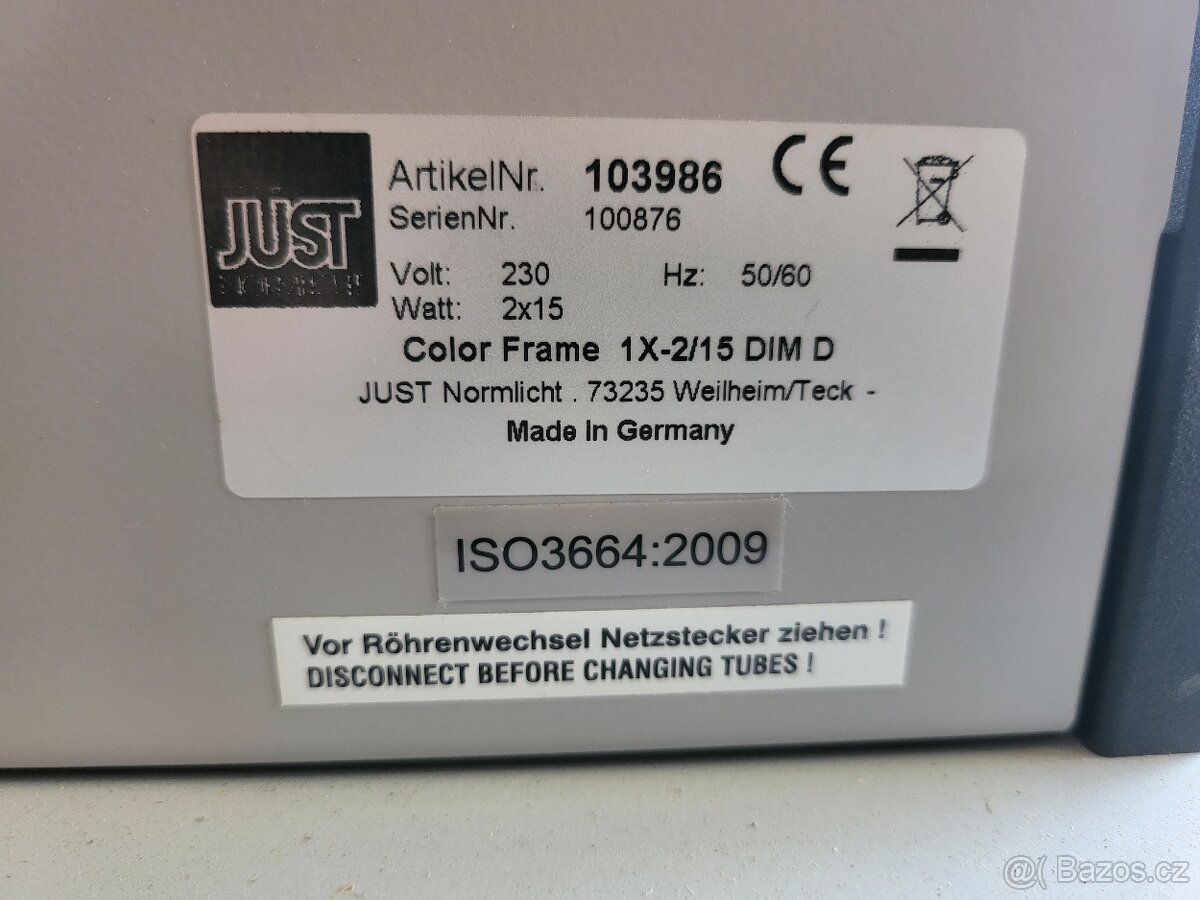 JUST
ArtikelNr. 103986 CE
SerienNr. 100876
Volt: 230 Hz: 50/60
Watt: 2x15
Color Frame 1X-2/15 DIM D
JUST Normlicht . 73235 Weilheim/Teck -
Made in Germany
ISO3664:2009
Vor Röhrenwechsel Netzstecker ziehen !
DISCONNECT BEFORE CHANGING TUBES !
Bazos.cz